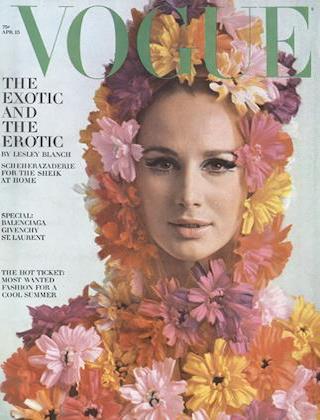 75¢
APR. 15
VOGUE
THE
EXOTIC
AND
THE
EROTIC
BY LESLEY BLANCH
SCHEHERAZADERIE
FOR THE SHEIK
AT HOME
SPECIAL:
BALENCIAGA
GIVENCHY
ST. LAURENT
THE HOT TICKET:
MOST WANTED
FASHION FOR A
COOL SUMMER